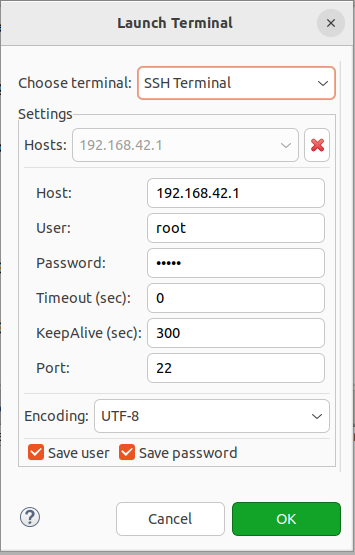 Launch Terminal
Choose terminal: SSH Terminal
Settings
Hosts: 192.168.42.1
Host: 192.168.42.1
User: root
Password: •••••
Timeout (sec): 0
KeepAlive (sec): 300
Port: 22
Encoding: UTF-8
Save user Save password
Cancel OK